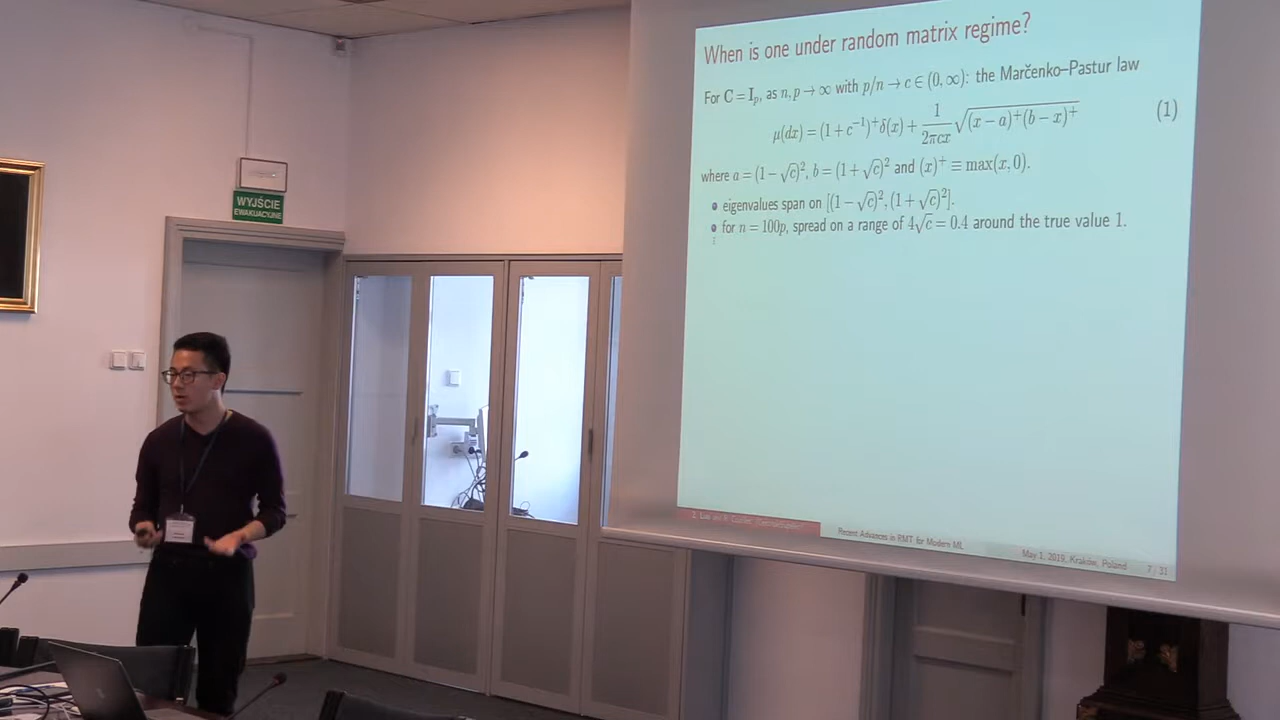 WYJŚCIE
EWAKUACYJNE
When is one under random matrix regime?
For C = I_p, as n, p → ∞ with p/n → c ∈ (0, ∞): the Marčenko–Pastur law
μ(dx) = (1 + c⁻¹)⁺δ(x) + \frac{1}{2πcx} √((x − a)⁺(b − x)⁺) (1)
where a = (1 − √c)², b = (1 + √c)² and (x)⁺ ≡ max(x, 0).
• eigenvalues span on [(1 − √c)², (1 + √c)²].
• for n = 100p, spread on a range of 4√c = 0.4 around the true value 1.
Recent Advances in RMT for Modern ML
May 1, 2019, Kraków, Poland 7 / 31